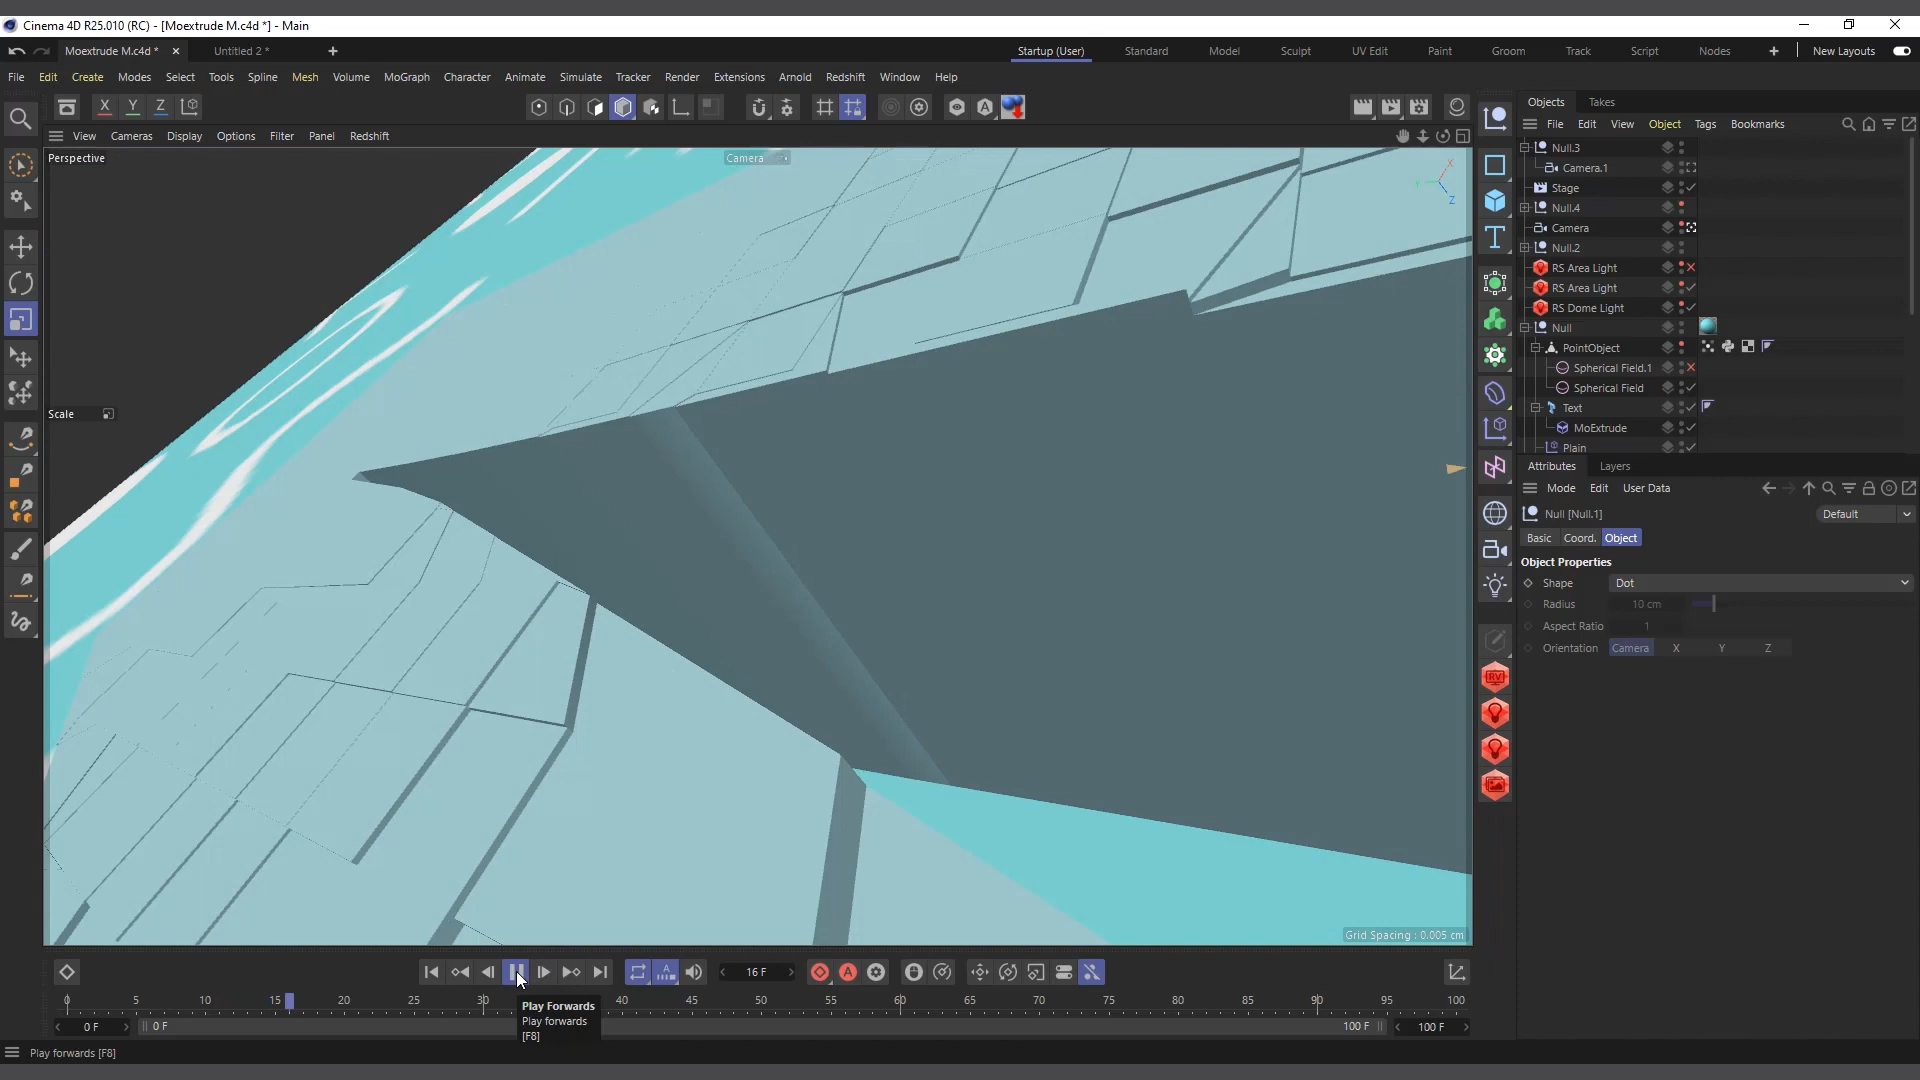 Cinema 4D R25.010 (RC) - [Moextrude M.c4d *] - Main
Moextrude M.c4d *
Untitled 2 *
Startup (User)
Standard
Model
Sculpt
UV Edit
Paint
Groom
Track
Script
Nodes
New Layouts
File Edit Create Modes Select Tools Spline Mesh Volume MoGraph Character Animate Simulate Tracker Render Extensions Arnold Redshift Window Help
X Y Z
View Cameras Display Options Filter Panel Redshift
Perspective
Camera
X
Y
Z
Scale
Grid Spacing : 0.005 cm
Objects Takes
File Edit View Object Tags Bookmarks
Null.3
Camera.1
Stage
Null.4
Camera
Null.2
RS Area Light
RS Area Light
RS Dome Light
Null
PointObject
Spherical Field.1
Spherical Field
Text
MoExtrude
Plain
Attributes Layers
Mode Edit User Data
Null [Null.1]
Default
Basic Coord. Object
Object Properties
Shape Dot
Radius 10 cm
Aspect Ratio 1
Orientation Camera X Y Z
RV
16 F
A
0 5 10 15 20 25 30 40 45 50 55 60 65 70 75 80 85 90 95 100
0 F
0 F
100 F
100 F
Play Forwards
Play forwards
[F8]
Play forwards [F8]